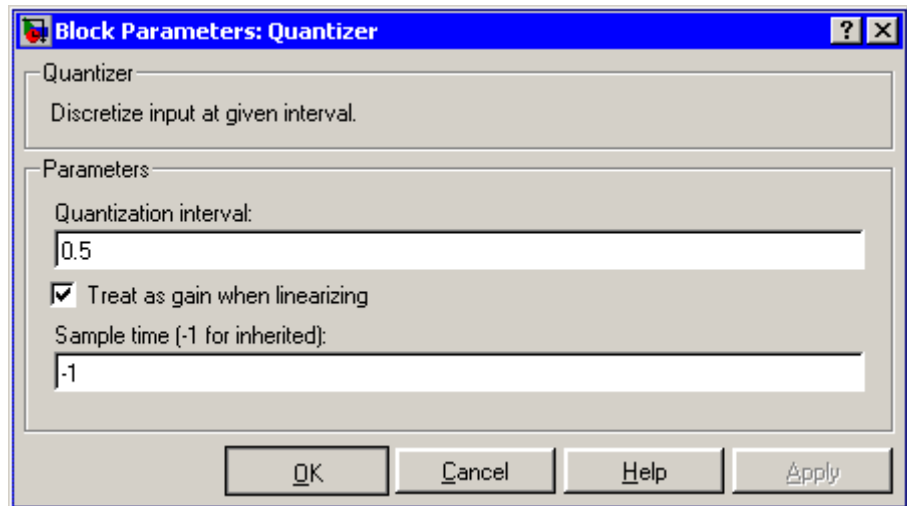 Block Parameters: Quantizer
Quantizer
Discretize input at given interval.
Parameters
Quantization interval:
0.5
Treat as gain when linearizing
Sample time (-1 for inherited):
-1
OK Cancel Help Apply